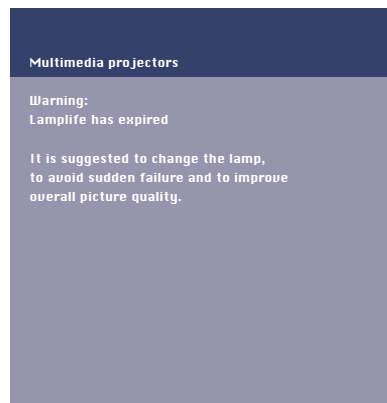 Multimedia projectors
Warning:
Lamplife has expired
It is suggested to change the lamp,
to avoid sudden failure and to improve
overall picture quality.